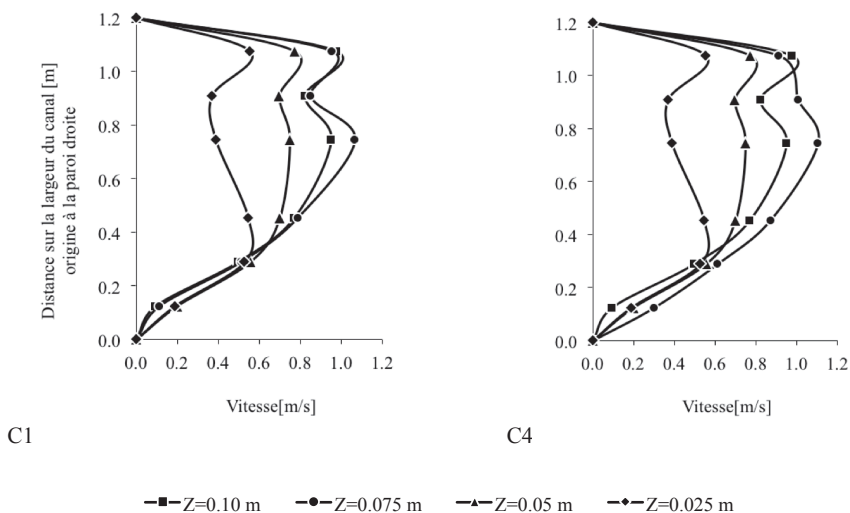 Distance sur la largeur du canal [m]
origine à la paroi droite
1.2
1.0
0.8
0.6
0.4
0.2
0.0
0.0 0.2 0.4 0.6 0.8 1.0 1.2
Vitesse[m/s]
C1
1.2
1.0
0.8
0.6
0.4
0.2
0.0
0.0 0.2 0.4 0.6 0.8 1.0 1.2
Vitesse[m/s]
C4
Z=0.10 m Z=0.075 m Z=0.05 m Z=0.025 m